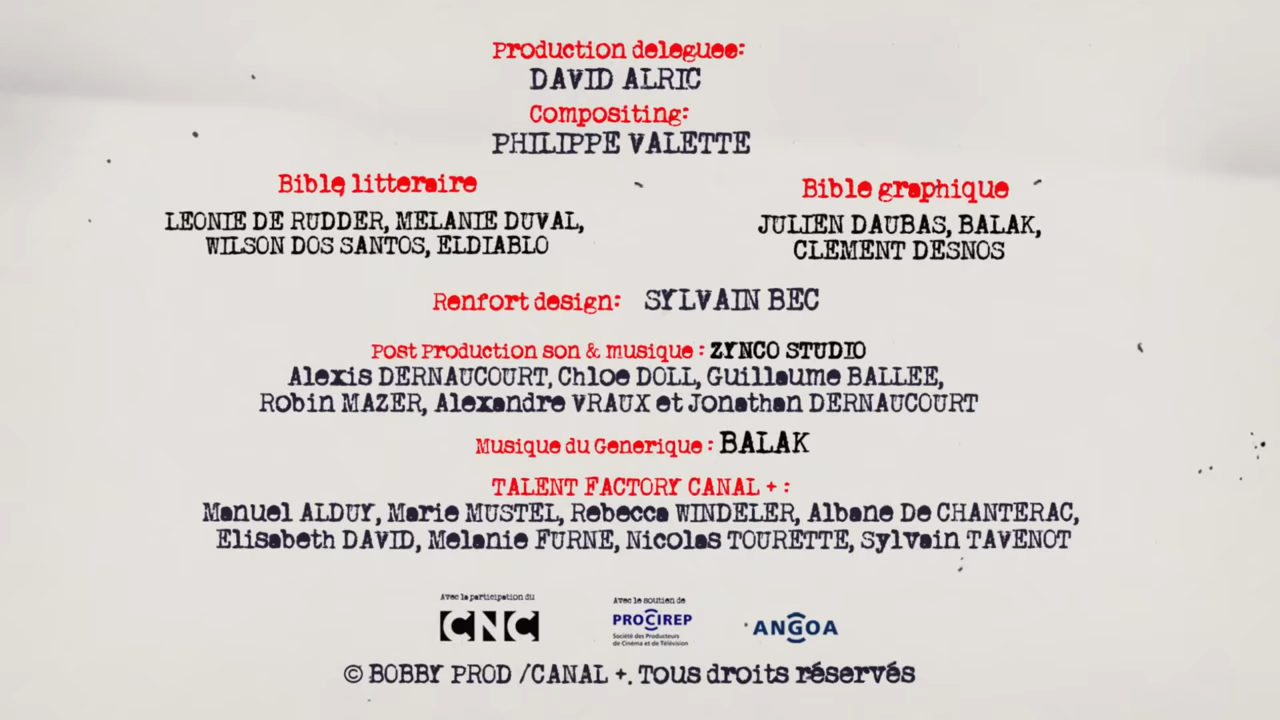 Production deleguee:
DAVID ALRIC
Compositing:
PHILIPPE VALETTE
Bible litteraire
LEONIE DE RUDDER, MELANIE DUVAL,
WILSON DOS SANTOS, ELDIABLO
Bible graphique
JULIEN DAUBAS, BALAK,
CLEMENT DESNOS
Renfort design: SYLVAIN BEC
Post Production son & musique : ZYNCO STUDIO
Alexis DERNAUCOURT, Chloe DOLL, Guillaume BALLEE,
Robin MAZER, Alexandre VRAUX et Jonathan DERNAUCOURT
Musique du Generique : BALAK
TALENT FACTORY CANAL + :
Manuel ALDUY, Marie MUSTEL, Rebecca WINDELER, Albane De CHANTERAC,
Elisabeth DAVID, Melanie FURNE, Nicolas TOURETTE, Sylvain TAVENOT
Avec la participation du
CNC
Avec le soutien de
PROCIREP
Société des Producteurs
de Cinéma et de Télévision
ANGOA
© BOBBY PROD /CANAL +. Tous droits réservés